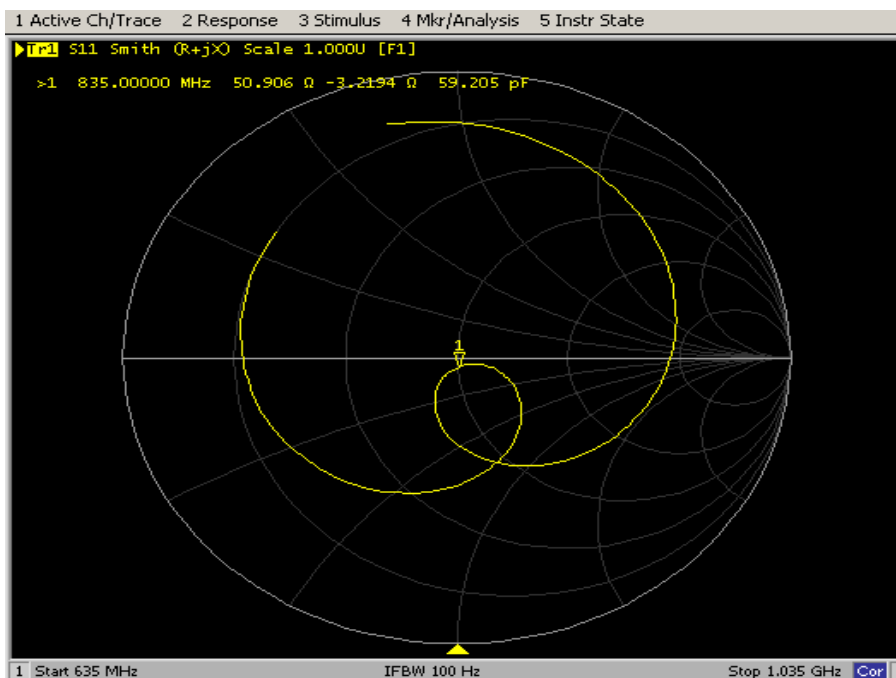 1 Active Ch/Trace 2 Response 3 Stimulus 4 Mkr/Analysis 5 Instr State
Tr1 S11 Smith (R+jX) Scale 1.000U [F1]
>1 835.00000 MHz 50.906 Ω -3.2194 Ω 59.205 pF
1
1 Start 635 MHz IFBW 100 Hz Stop 1.035 GHz Cor